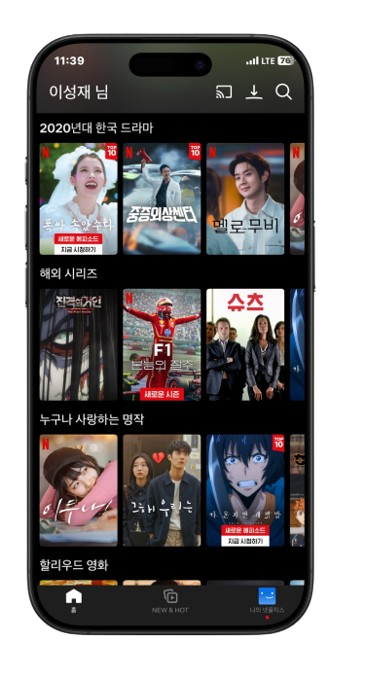 11:39
LTE 76
이성재 님
2020년대 한국 드라마
N
TOP 10
N
TOP 10
N
폭싹 속았수다
중증외상센터
멜로무비
새로운 에피소드
지금 시청하기
해외 시리즈
진격의 거인
N
슈츠
F1
본능의 질주
새로운 시즌
누구나 사랑하는 명작
N
TOP 10
이두나!
그해 우리는
새로운 에피소드
지금 시청하기
할리우드 영화
홈
NEW & HOT
나의 넷플릭스